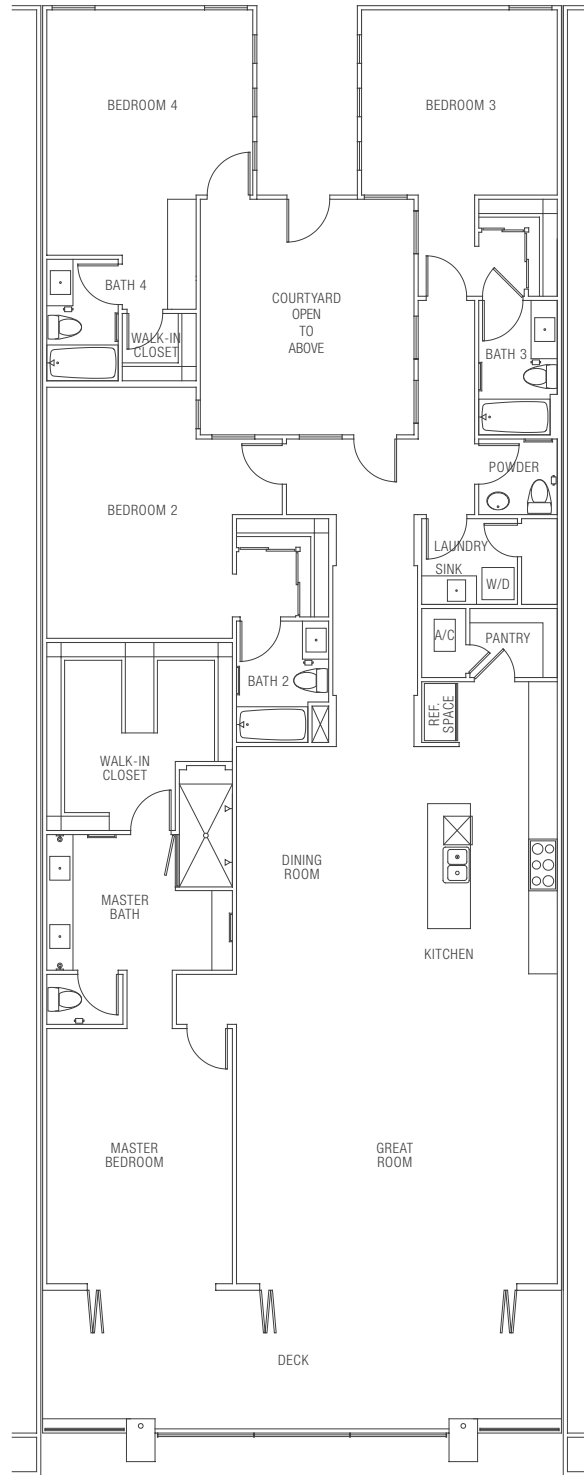 BEDROOM 4
BEDROOM 3
BATH 4
COURTYARD
OPEN
TO
ABOVE
WALK-IN
CLOSET
BATH 3
POWDER
BEDROOM 2
LAUNDRY
SINK
W/D
A/C
PANTRY
BATH 2
REF.
SPACE
WALK-IN
CLOSET
DINING
ROOM
MASTER
BATH
KITCHEN
MASTER
BEDROOM
GREAT
ROOM
DECK